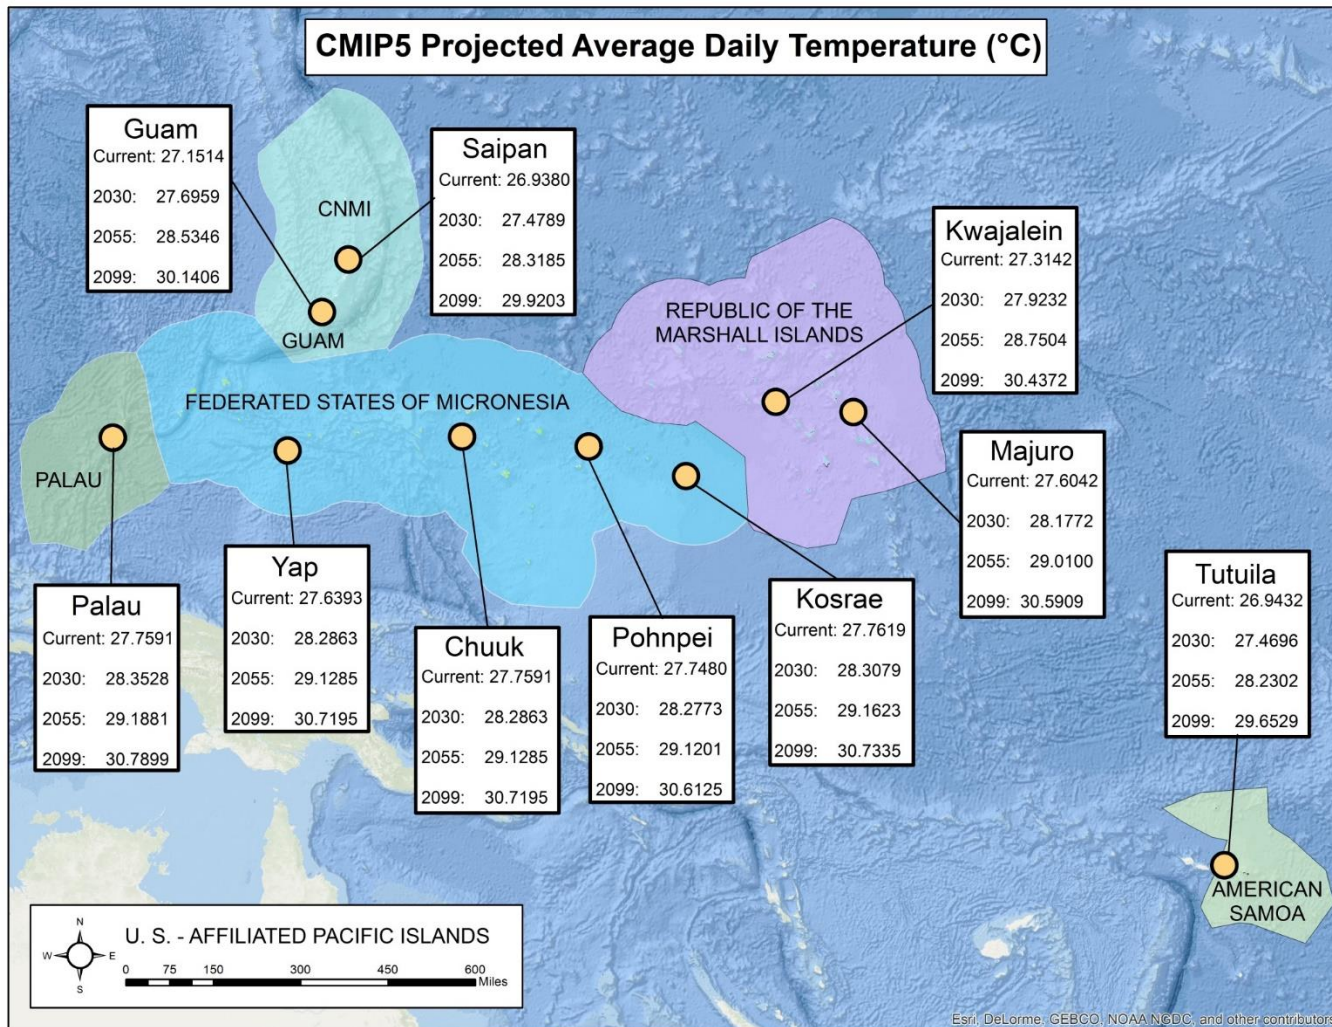 CMIP5 Projected Average Daily Temperature (°C)
Guam
Current: 27.1514
2030: 27.6959
2055: 28.5346
2099: 30.1406
Saipan
Current: 26.9380
2030: 27.4789
2055: 28.3185
2099: 29.9203
CNMI
GUAM
Kwajalein
Current: 27.3142
2030: 27.9232
2055: 28.7504
2099: 30.4372
REPUBLIC OF THE
MARSHALL ISLANDS
FEDERATED STATES OF MICRONESIA
PALAU
Majuro
Current: 27.6042
2030: 28.1772
2055: 29.0100
2099: 30.5909
Palau
Current: 27.7591
2030: 28.3528
2055: 29.1881
2099: 30.7899
Yap
Current: 27.6393
2030: 28.2863
2055: 29.1285
2099: 30.7195
Chuuk
Current: 27.7591
2030: 28.2863
2055: 29.1285
2099: 30.7195
Pohnpei
Current: 27.7480
2030: 28.2773
2055: 29.1201
2099: 30.6125
Kosrae
Current: 27.7619
2030: 28.3079
2055: 29.1623
2099: 30.7335
Tutuila
Current: 26.9432
2030: 27.4696
2055: 28.2302
2099: 29.6529
AMERICAN
SAMOA
N
W E
S
U. S. - AFFILIATED PACIFIC ISLANDS
0 75 150 300 450 600
Miles
Esri, DeLorme, GEBCO, NOAA NGDC, and other contributors